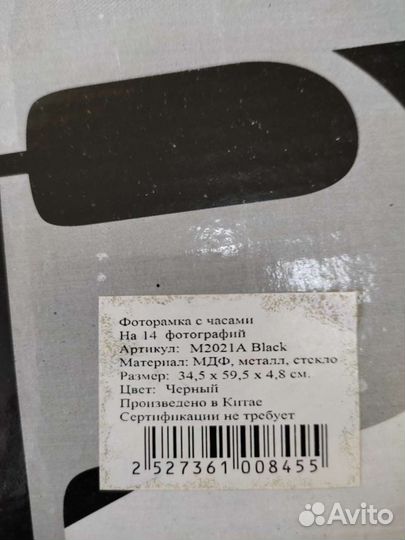 Фоторамка с часами
На 14 фотографий
Артикул: M2021A Black
Материал: МДФ, металл, стекло
Размер: 34,5 x 59,5 x 4,8 см.
Цвет: Черный
Произведено в Китае
Сертификации не требует
2 527361 008455
Avito